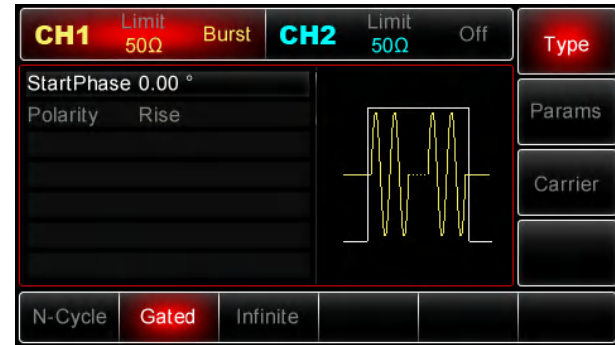 CH1 Limit 50Ω Burst CH2 Limit 50Ω Off Type
StartPhase 0.00 °
Polarity Rise
Params
Carrier
N-Cycle Gated Infinite